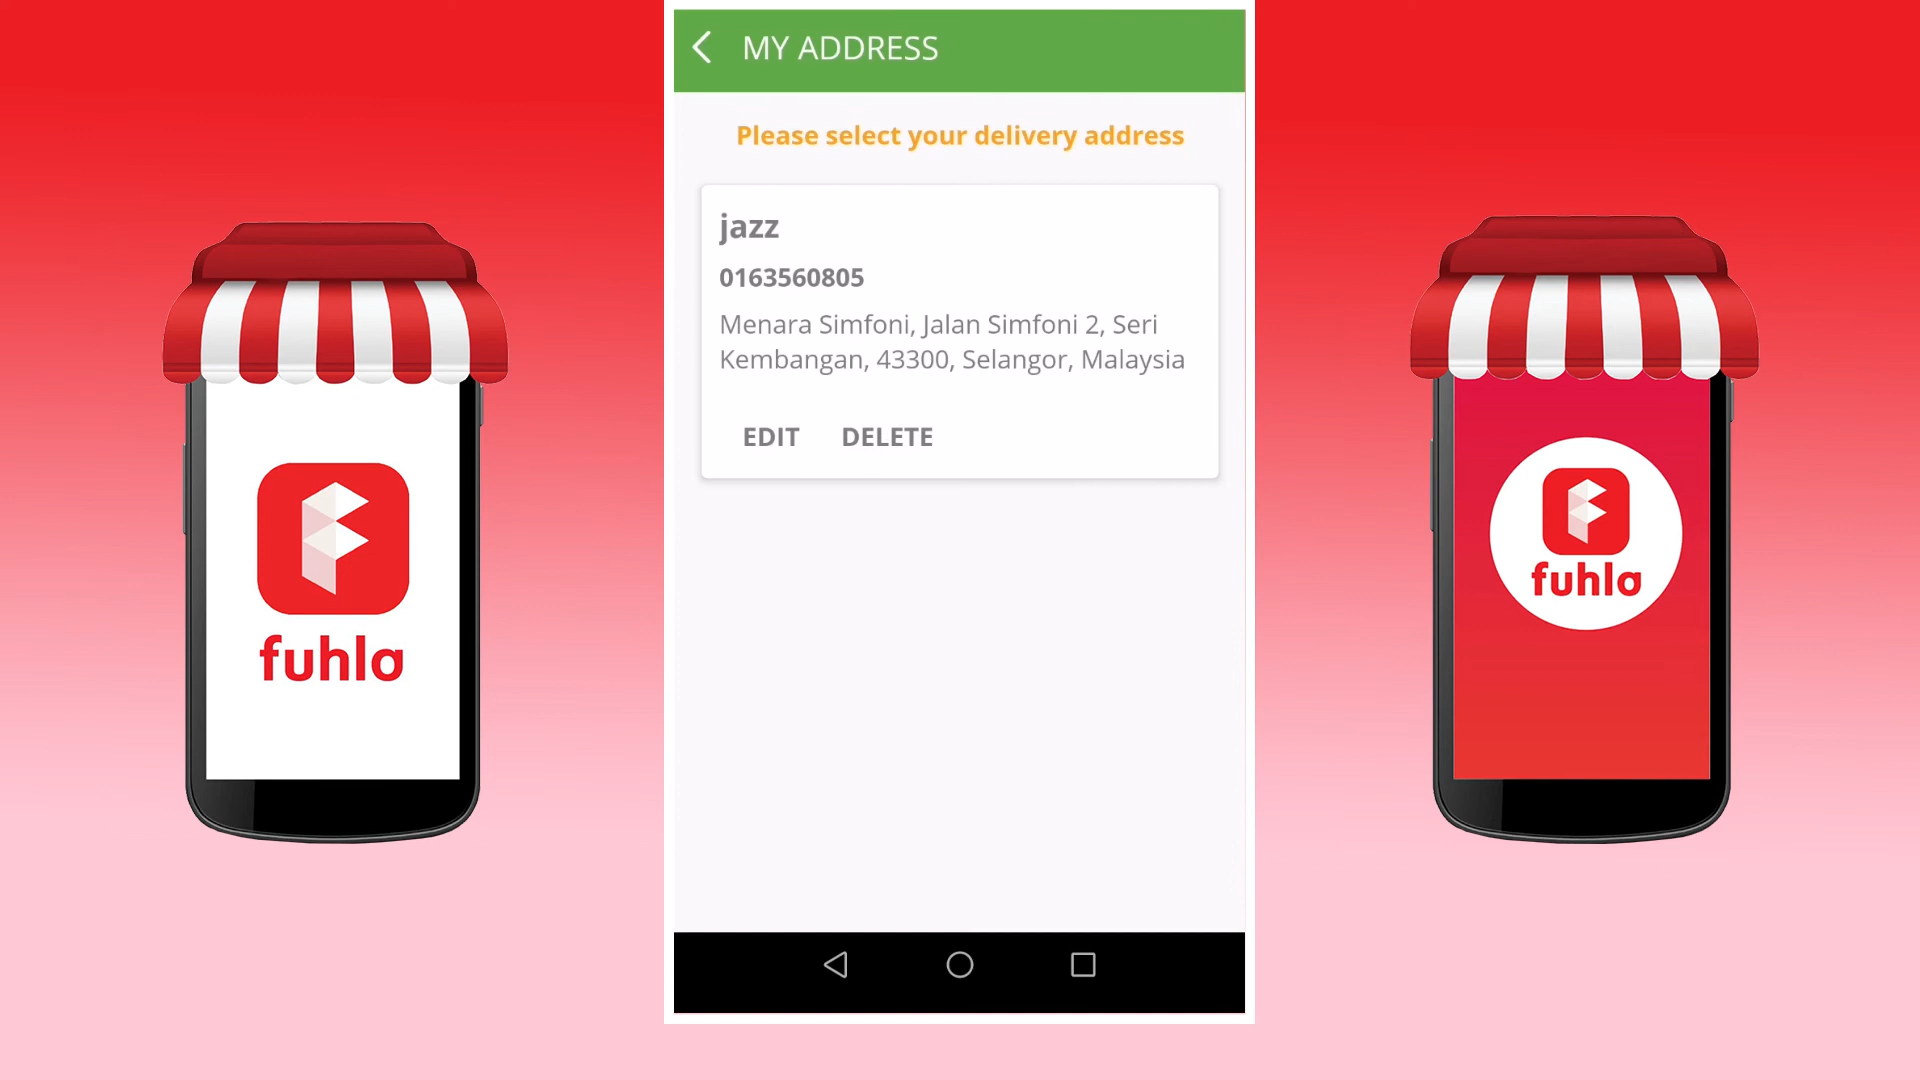 MY ADDRESS
Please select your delivery address
jazz
0163560805
Menara Simfoni, Jalan Simfoni 2, Seri
Kembangan, 43300, Selangor, Malaysia
EDIT DELETE
fuhla
fuhla